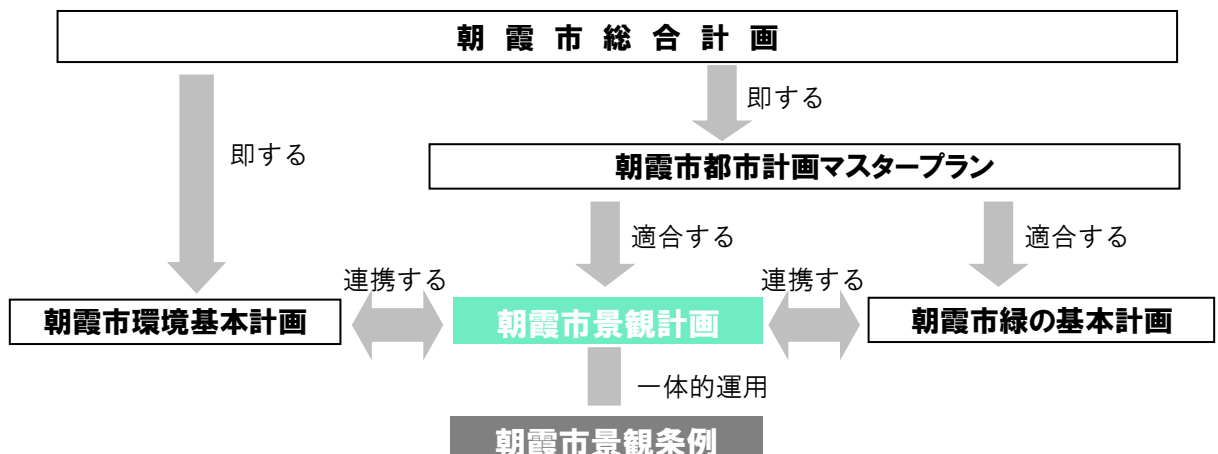 朝霞市総合計画
即する
即する
朝霞市都市計画マスタープラン
適合する
適合する
連携する
連携する
朝霞市環境基本計画
朝霞市景観計画
朝霞市緑の基本計画
一体的運用
朝霞市景観条例